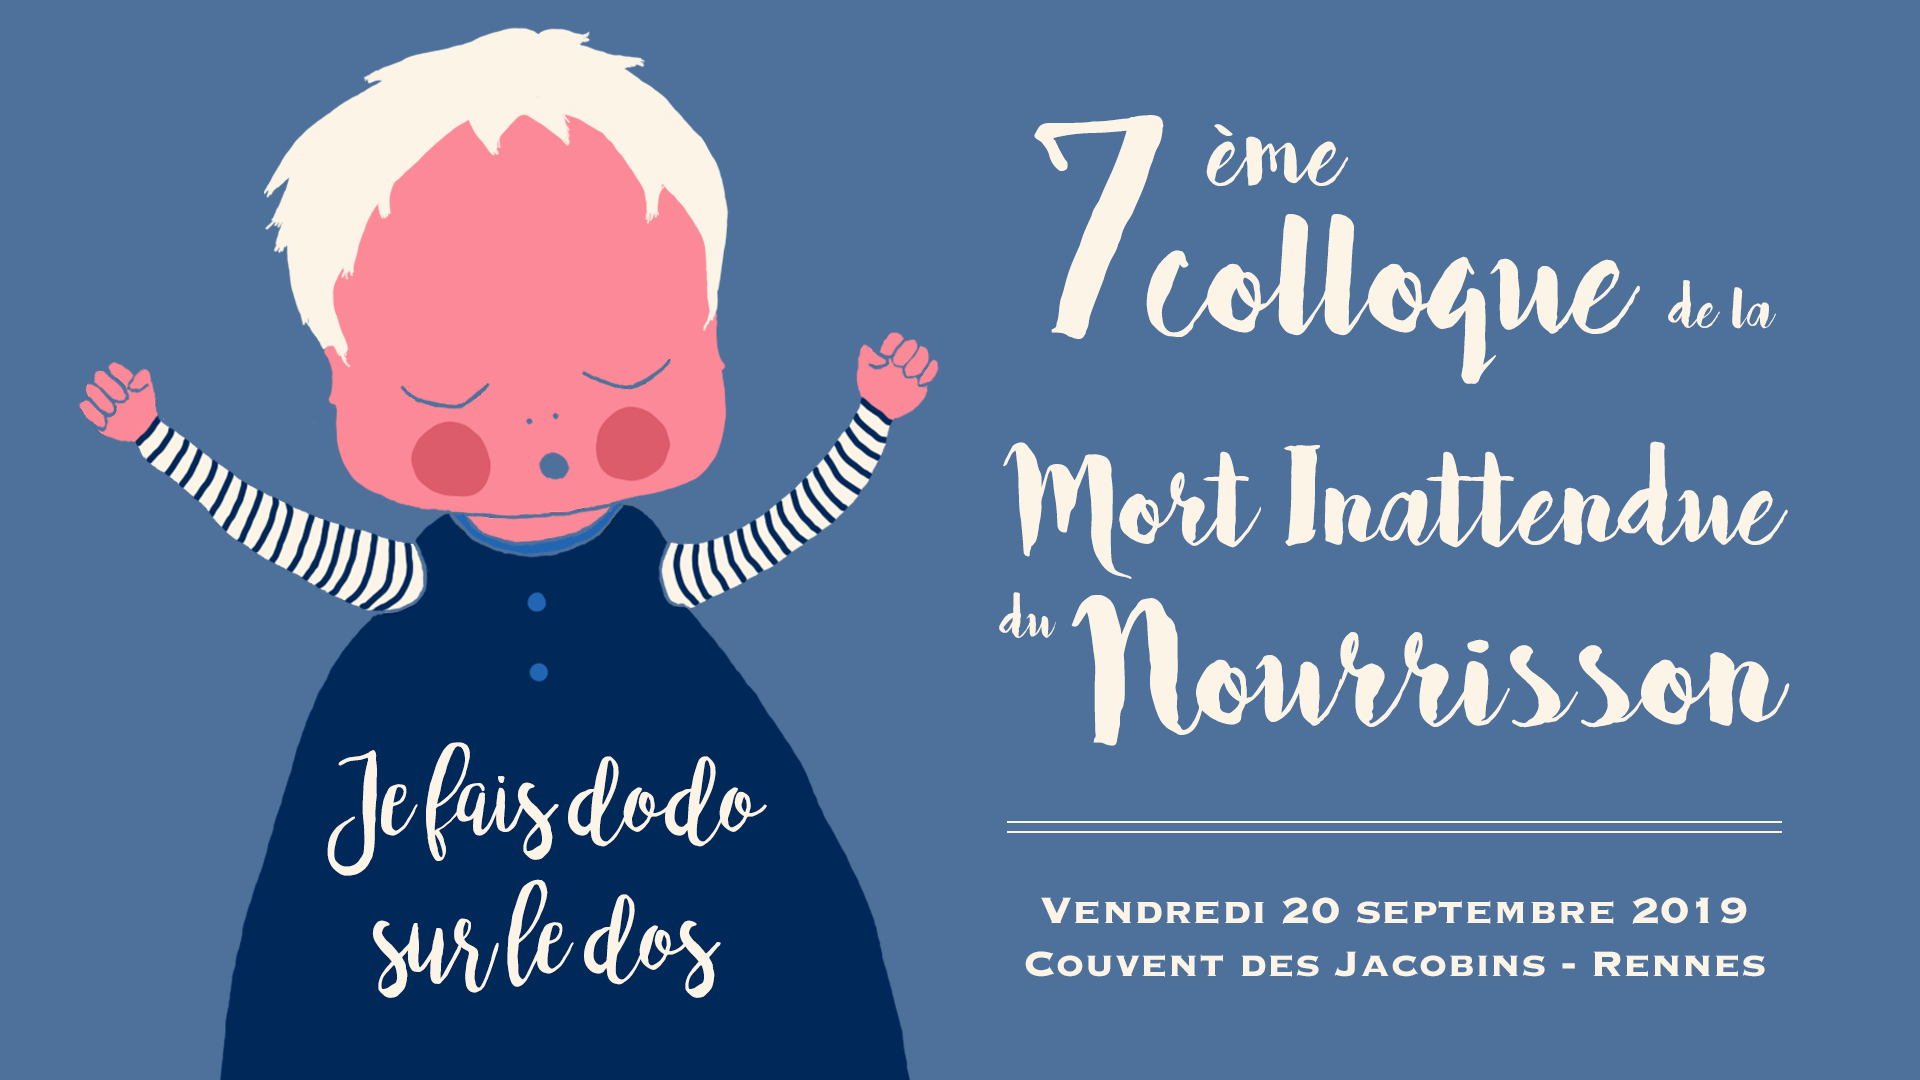 7ème
colloque de la
Mort Inattendue
du Nourrisson
Vendredi 20 septembre 2019
Couvent des Jacobins - Rennes
Je fais dodo
sur le dos